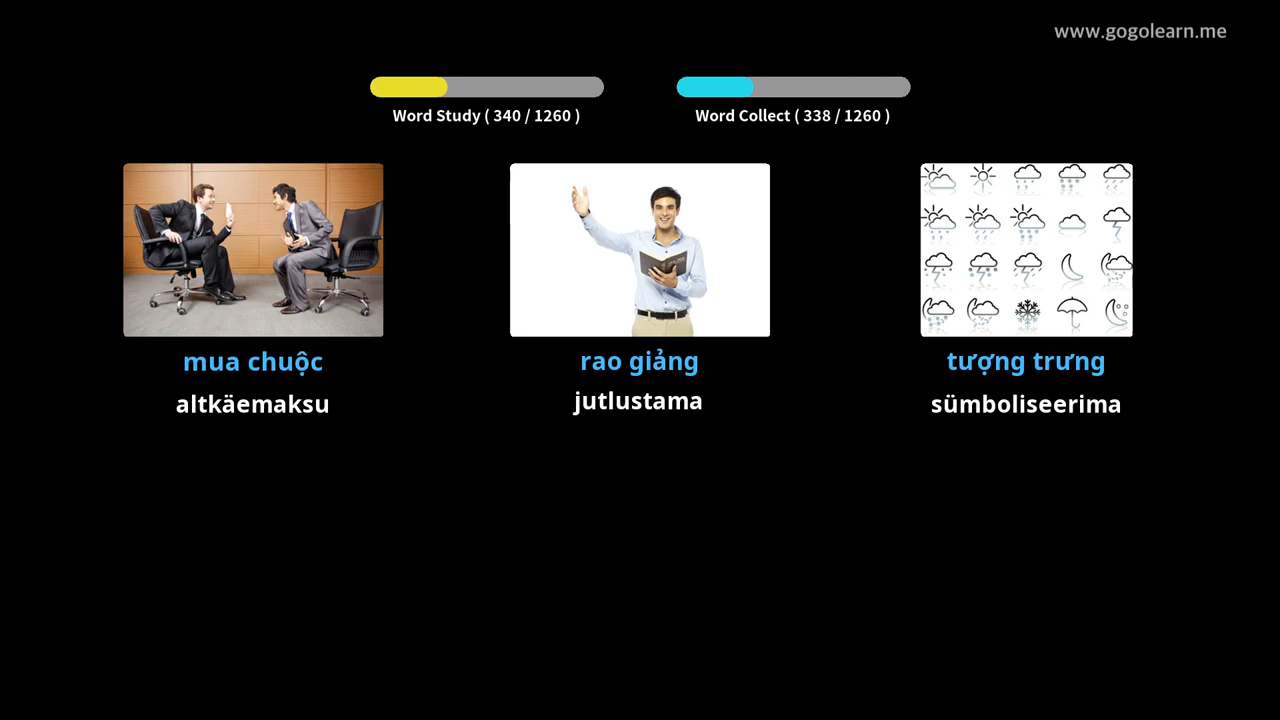 www.gogolearn.me
Word Study ( 340 / 1260 )
Word Collect ( 338 / 1260 )
mua chuộc
rao giảng
tượng trưng
altkäemaksu
jutlustama
sümboliseerima